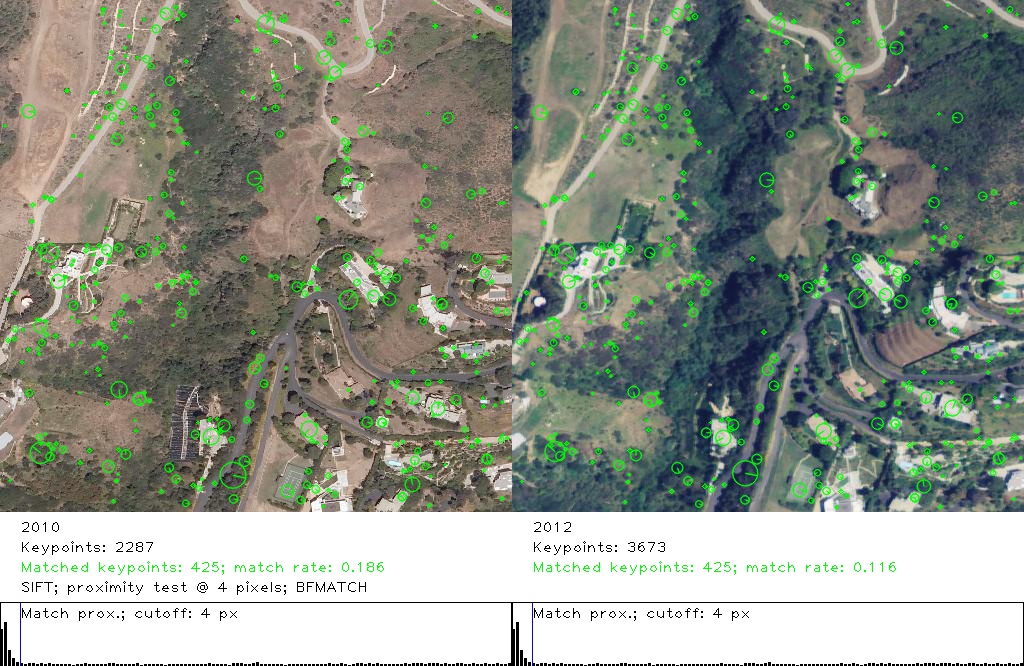 2010
Keypoints: 2287
Matched keypoints: 425; match rate: 0.186
SIFT; proximity test @ 4 pixels; BFMATCH
Match prox.; cutoff: 4 px
2012
Keypoints: 3673
Matched keypoints: 425; match rate: 0.116
Match prox.; cutoff: 4 px